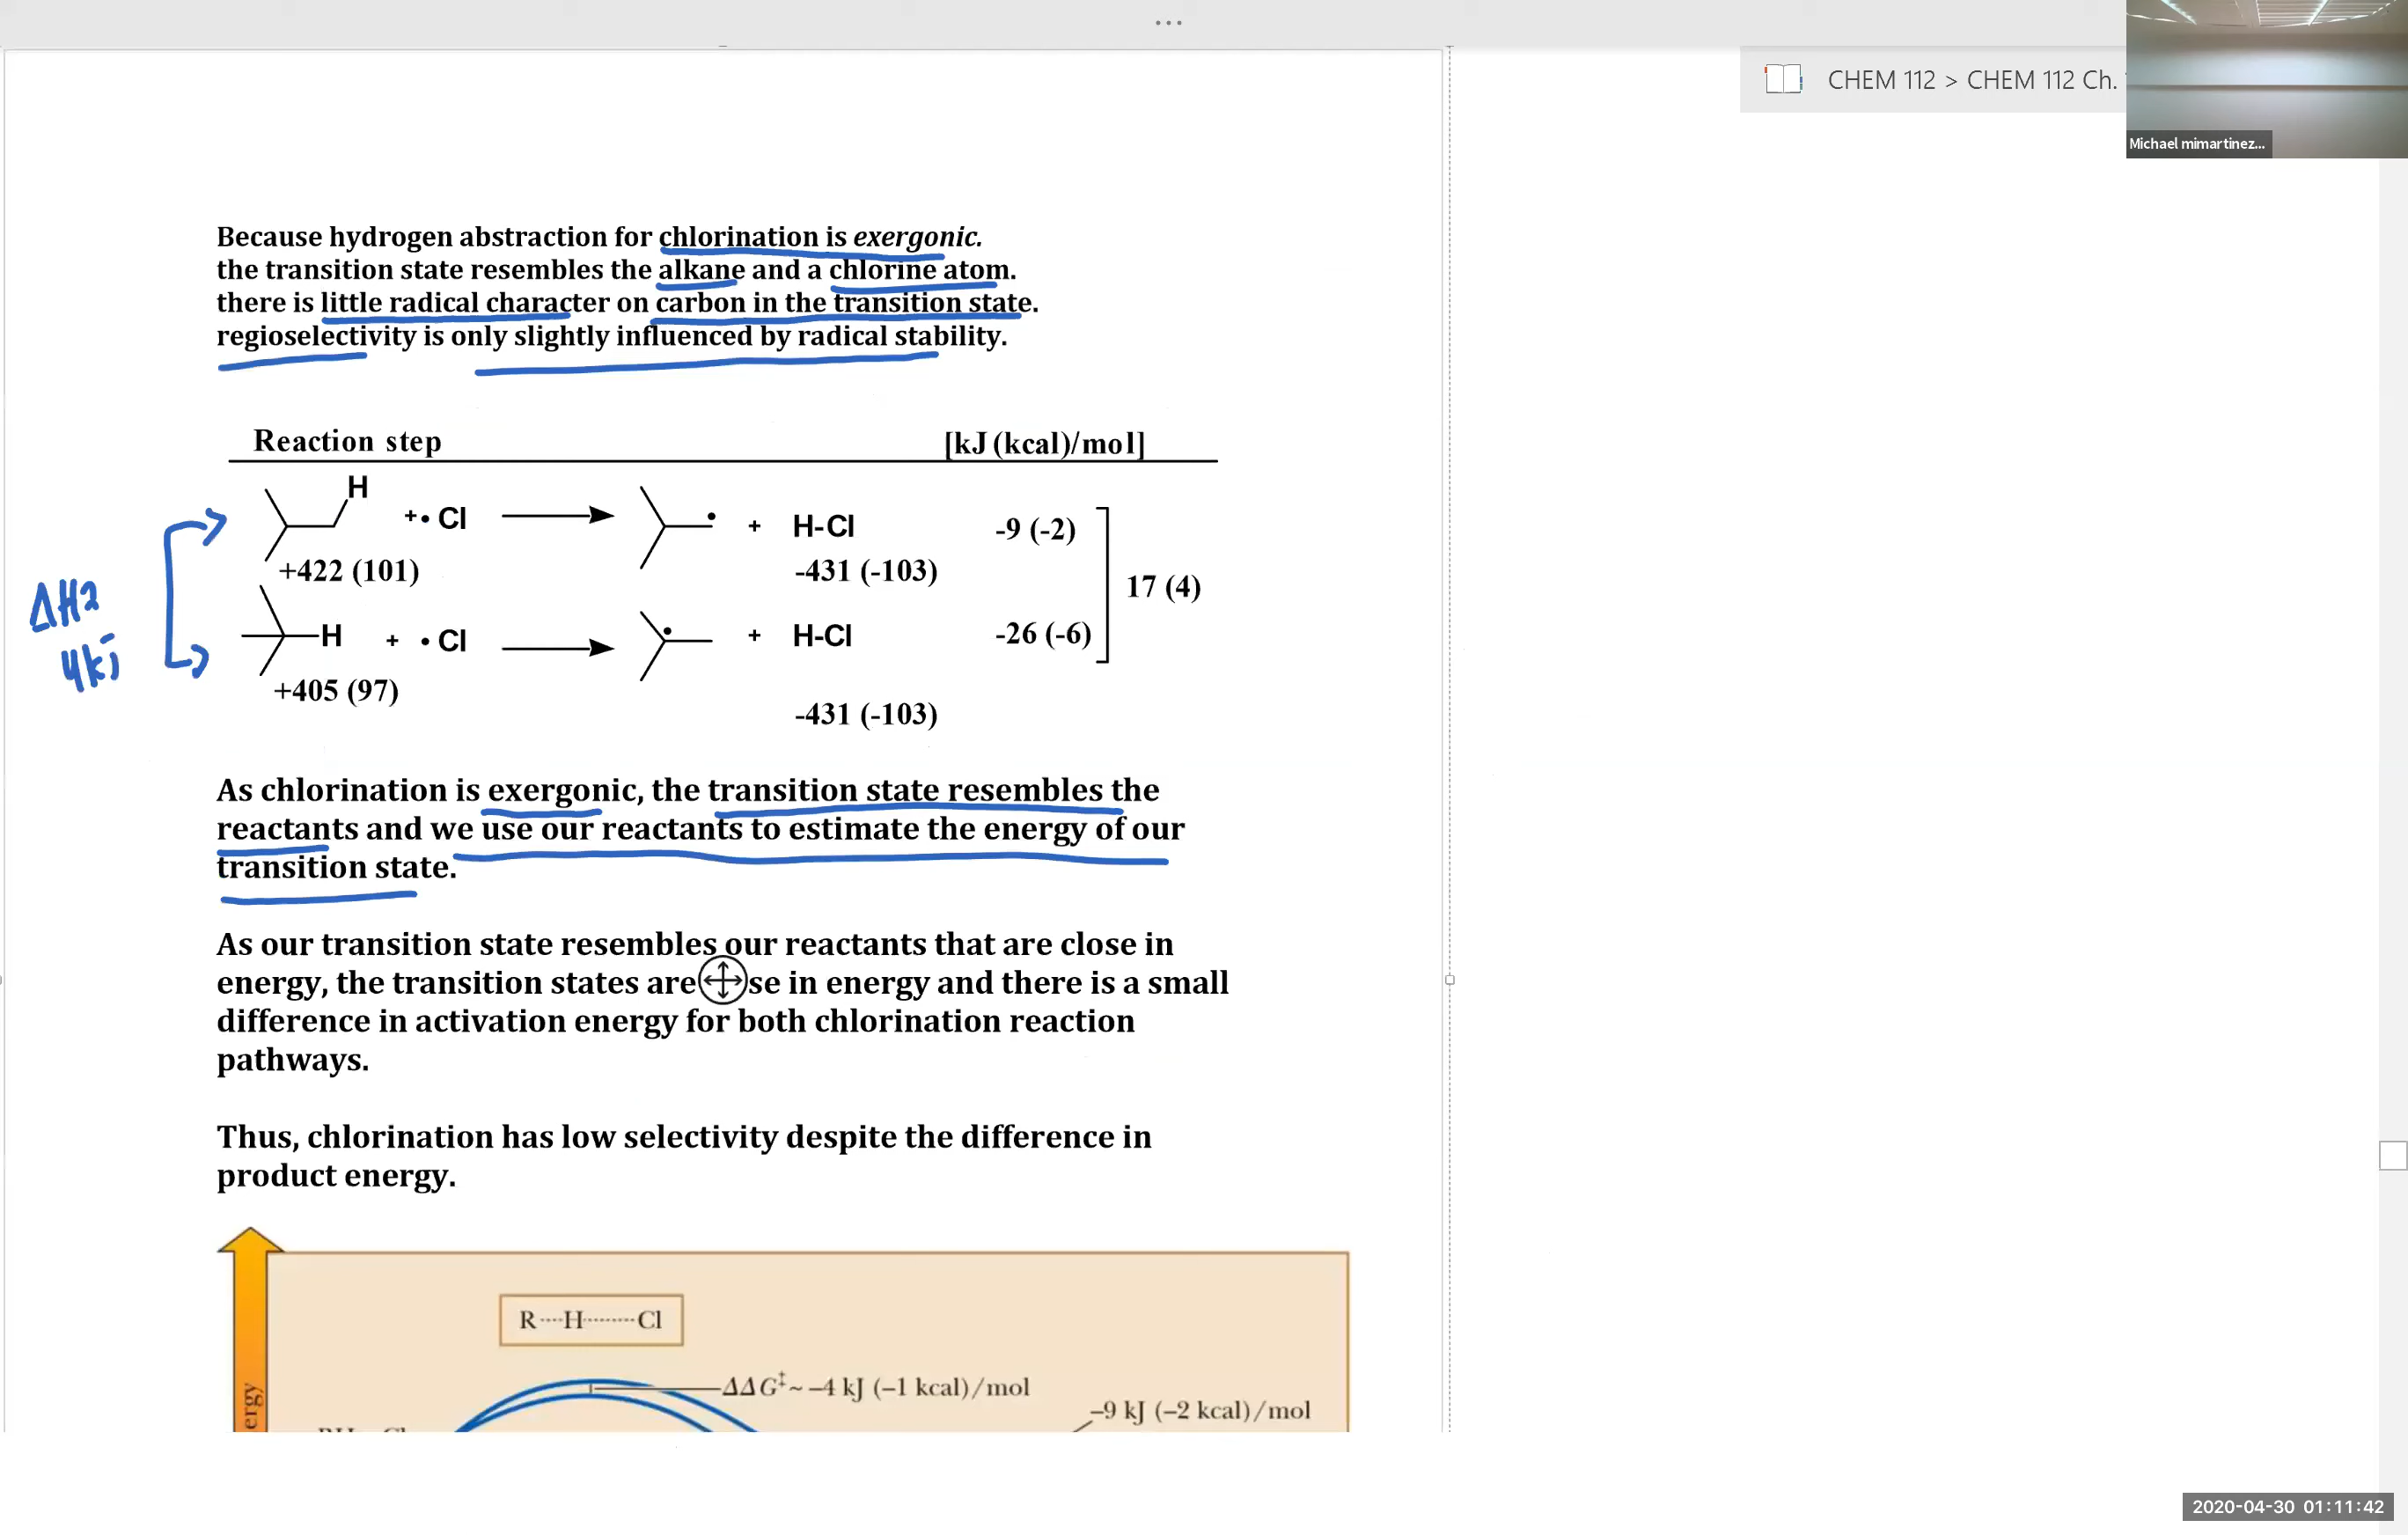 ...
CHEM 112 > CHEM 112 Ch.
Michael mimartinez...
Because hydrogen abstraction for chlorination is exergonic.
the transition state resembles the alkane and a chlorine atom.
there is little radical character on carbon in the transition state.
regioselectivity is only slightly influenced by radical stability.
Reaction step [kJ (kcal)/mol]
H
+ • Cl + H-Cl -9 (-2)
+422 (101) -431 (-103)
17 (4)
H + • Cl + H-Cl -26 (-6)
+405 (97)
-431 (-103)
4kj
As chlorination is exergonic, the transition state resembles the
reactants and we use our reactants to estimate the energy of our
transition state.
As our transition state resembles our reactants that are close in
energy, the transition states are se in energy and there is a small
difference in activation energy for both chlorination reaction
pathways.
Thus, chlorination has low selectivity despite the difference in
product energy.
R····H·········Cl
ΔΔG‡~ –4 kJ (–1 kcal)/mol
–9 kJ (–2 kcal)/mol
ergy
2020-04-30 01:11:42